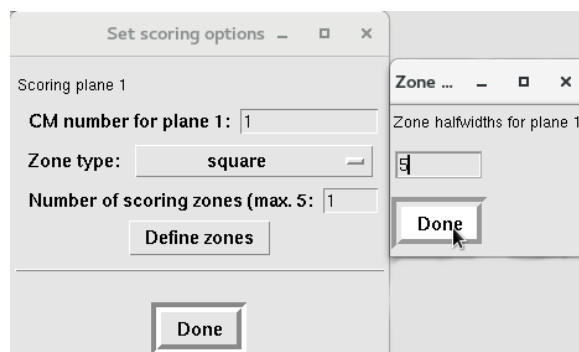 Set scoring options
Scoring plane 1
CM number for plane 1: 1
Zone type: square
Number of scoring zones (max. 5: 1
Define zones
Done
Zone ...
Zone halfwidths for plane 1
5
Done